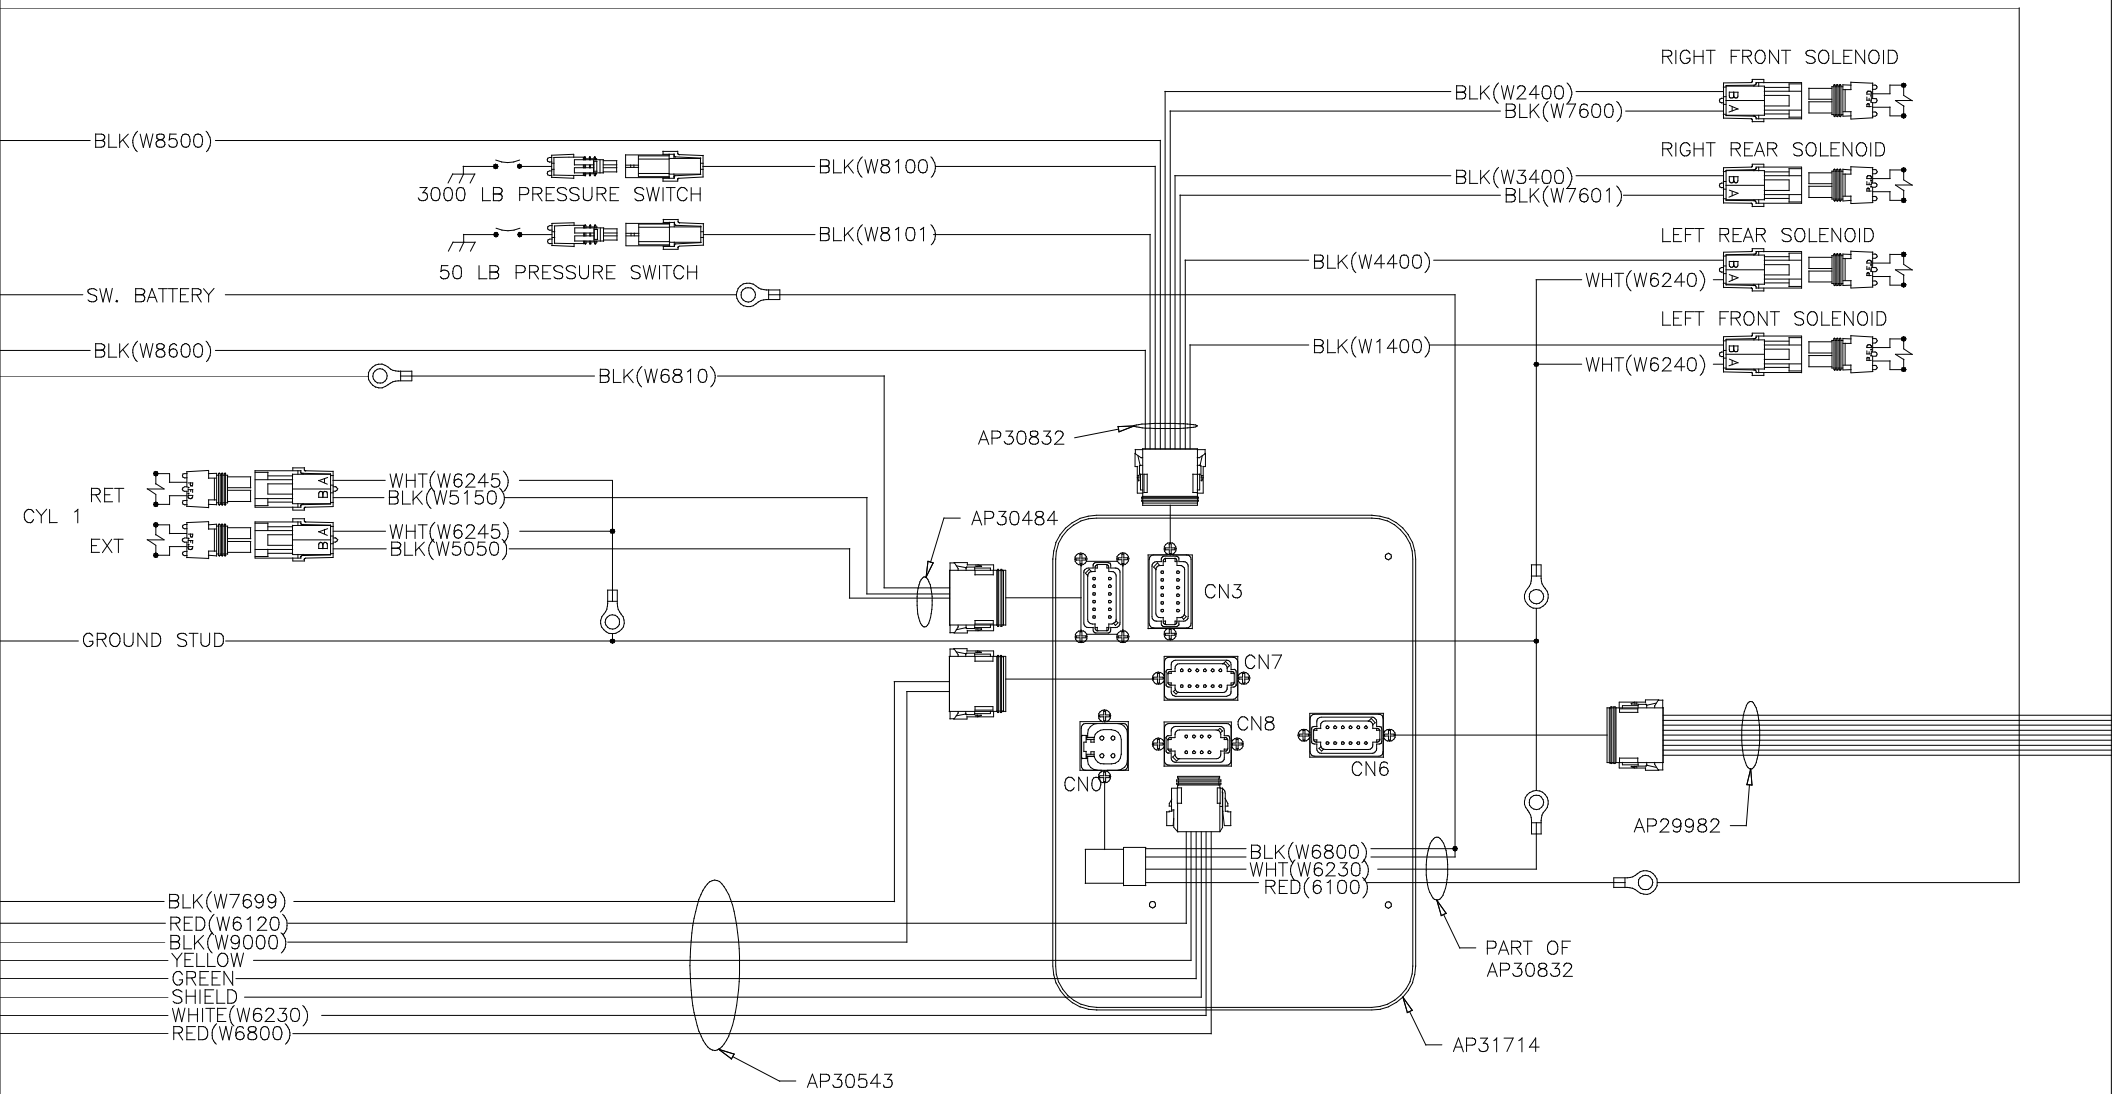 RIGHT FRONT SOLENOID
BLK(W2400)
BLK(W7600)
B
A
BLK(W8500)
RIGHT REAR SOLENOID
BLK(W8100)
3000 LB PRESSURE SWITCH
BLK(W3400)
BLK(W7601)
B
A
BLK(W8101)
50 LB PRESSURE SWITCH
LEFT REAR SOLENOID
BLK(W4400)
WHT(W6240)
B
A
SW. BATTERY
LEFT FRONT SOLENOID
BLK(W8600)
BLK(W1400)
WHT(W6240)
B
A
BLK(W6810)
AP30832
CYL 1
RET
A
B
WHT(W6245)
BLK(W5150)
EXT
A
B
WHT(W6245)
BLK(W5050)
AP30484
CN3
GROUND STUD
CN7
CN8
CN0
CN6
AP29982
BLK(W6800)
WHT(W6230)
RED(6100)
PART OF
AP30832
BLK(W7699)
RED(W6120)
BLK(W9000)
YELLOW
GREEN
SHIELD
WHITE(W6230)
RED(W6800)
AP31714
AP30543